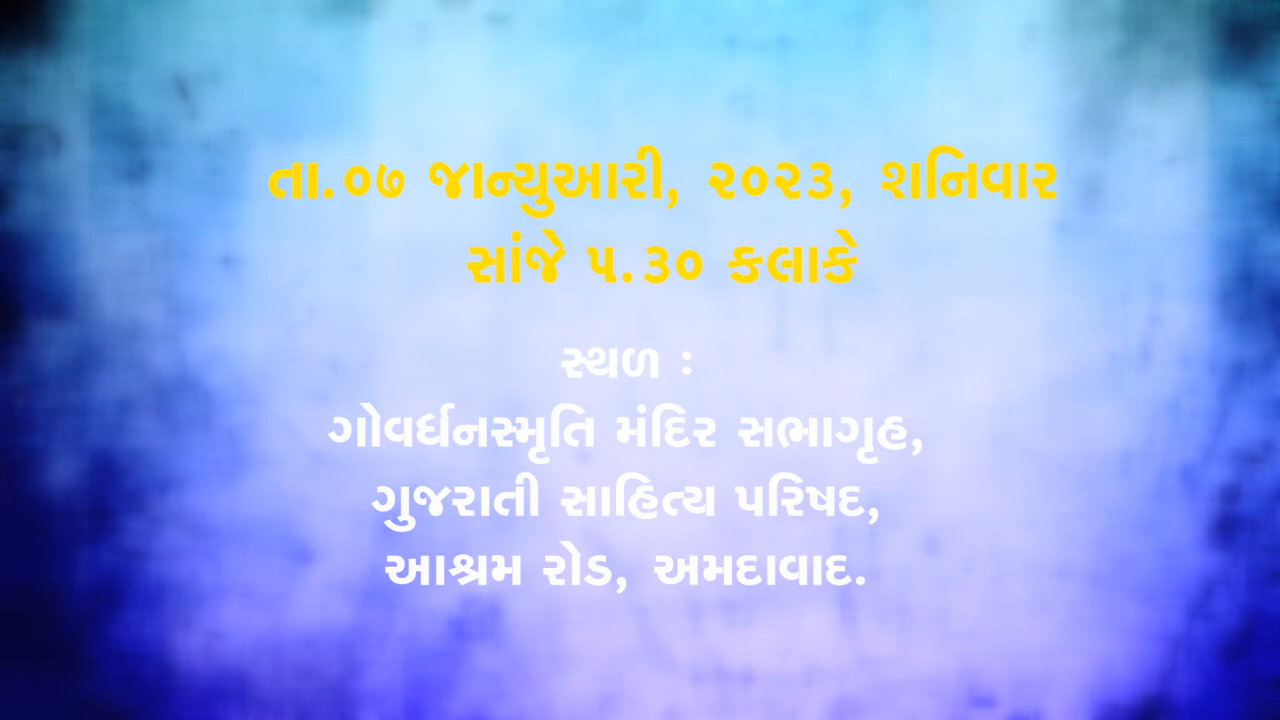 તા.૦૭ જાન્યુઆરી, ૨૦૨૩, શનિવાર
સાંજે ૫.૩૦ કલાકે
સ્થળ :
ગોવર્ધનસ્મૃતિ મંદિર સભાગૃહ,
ગુજરાતી સાહિત્ય પરિષદ,
આશ્રમ રોડ, અમદાવાદ.